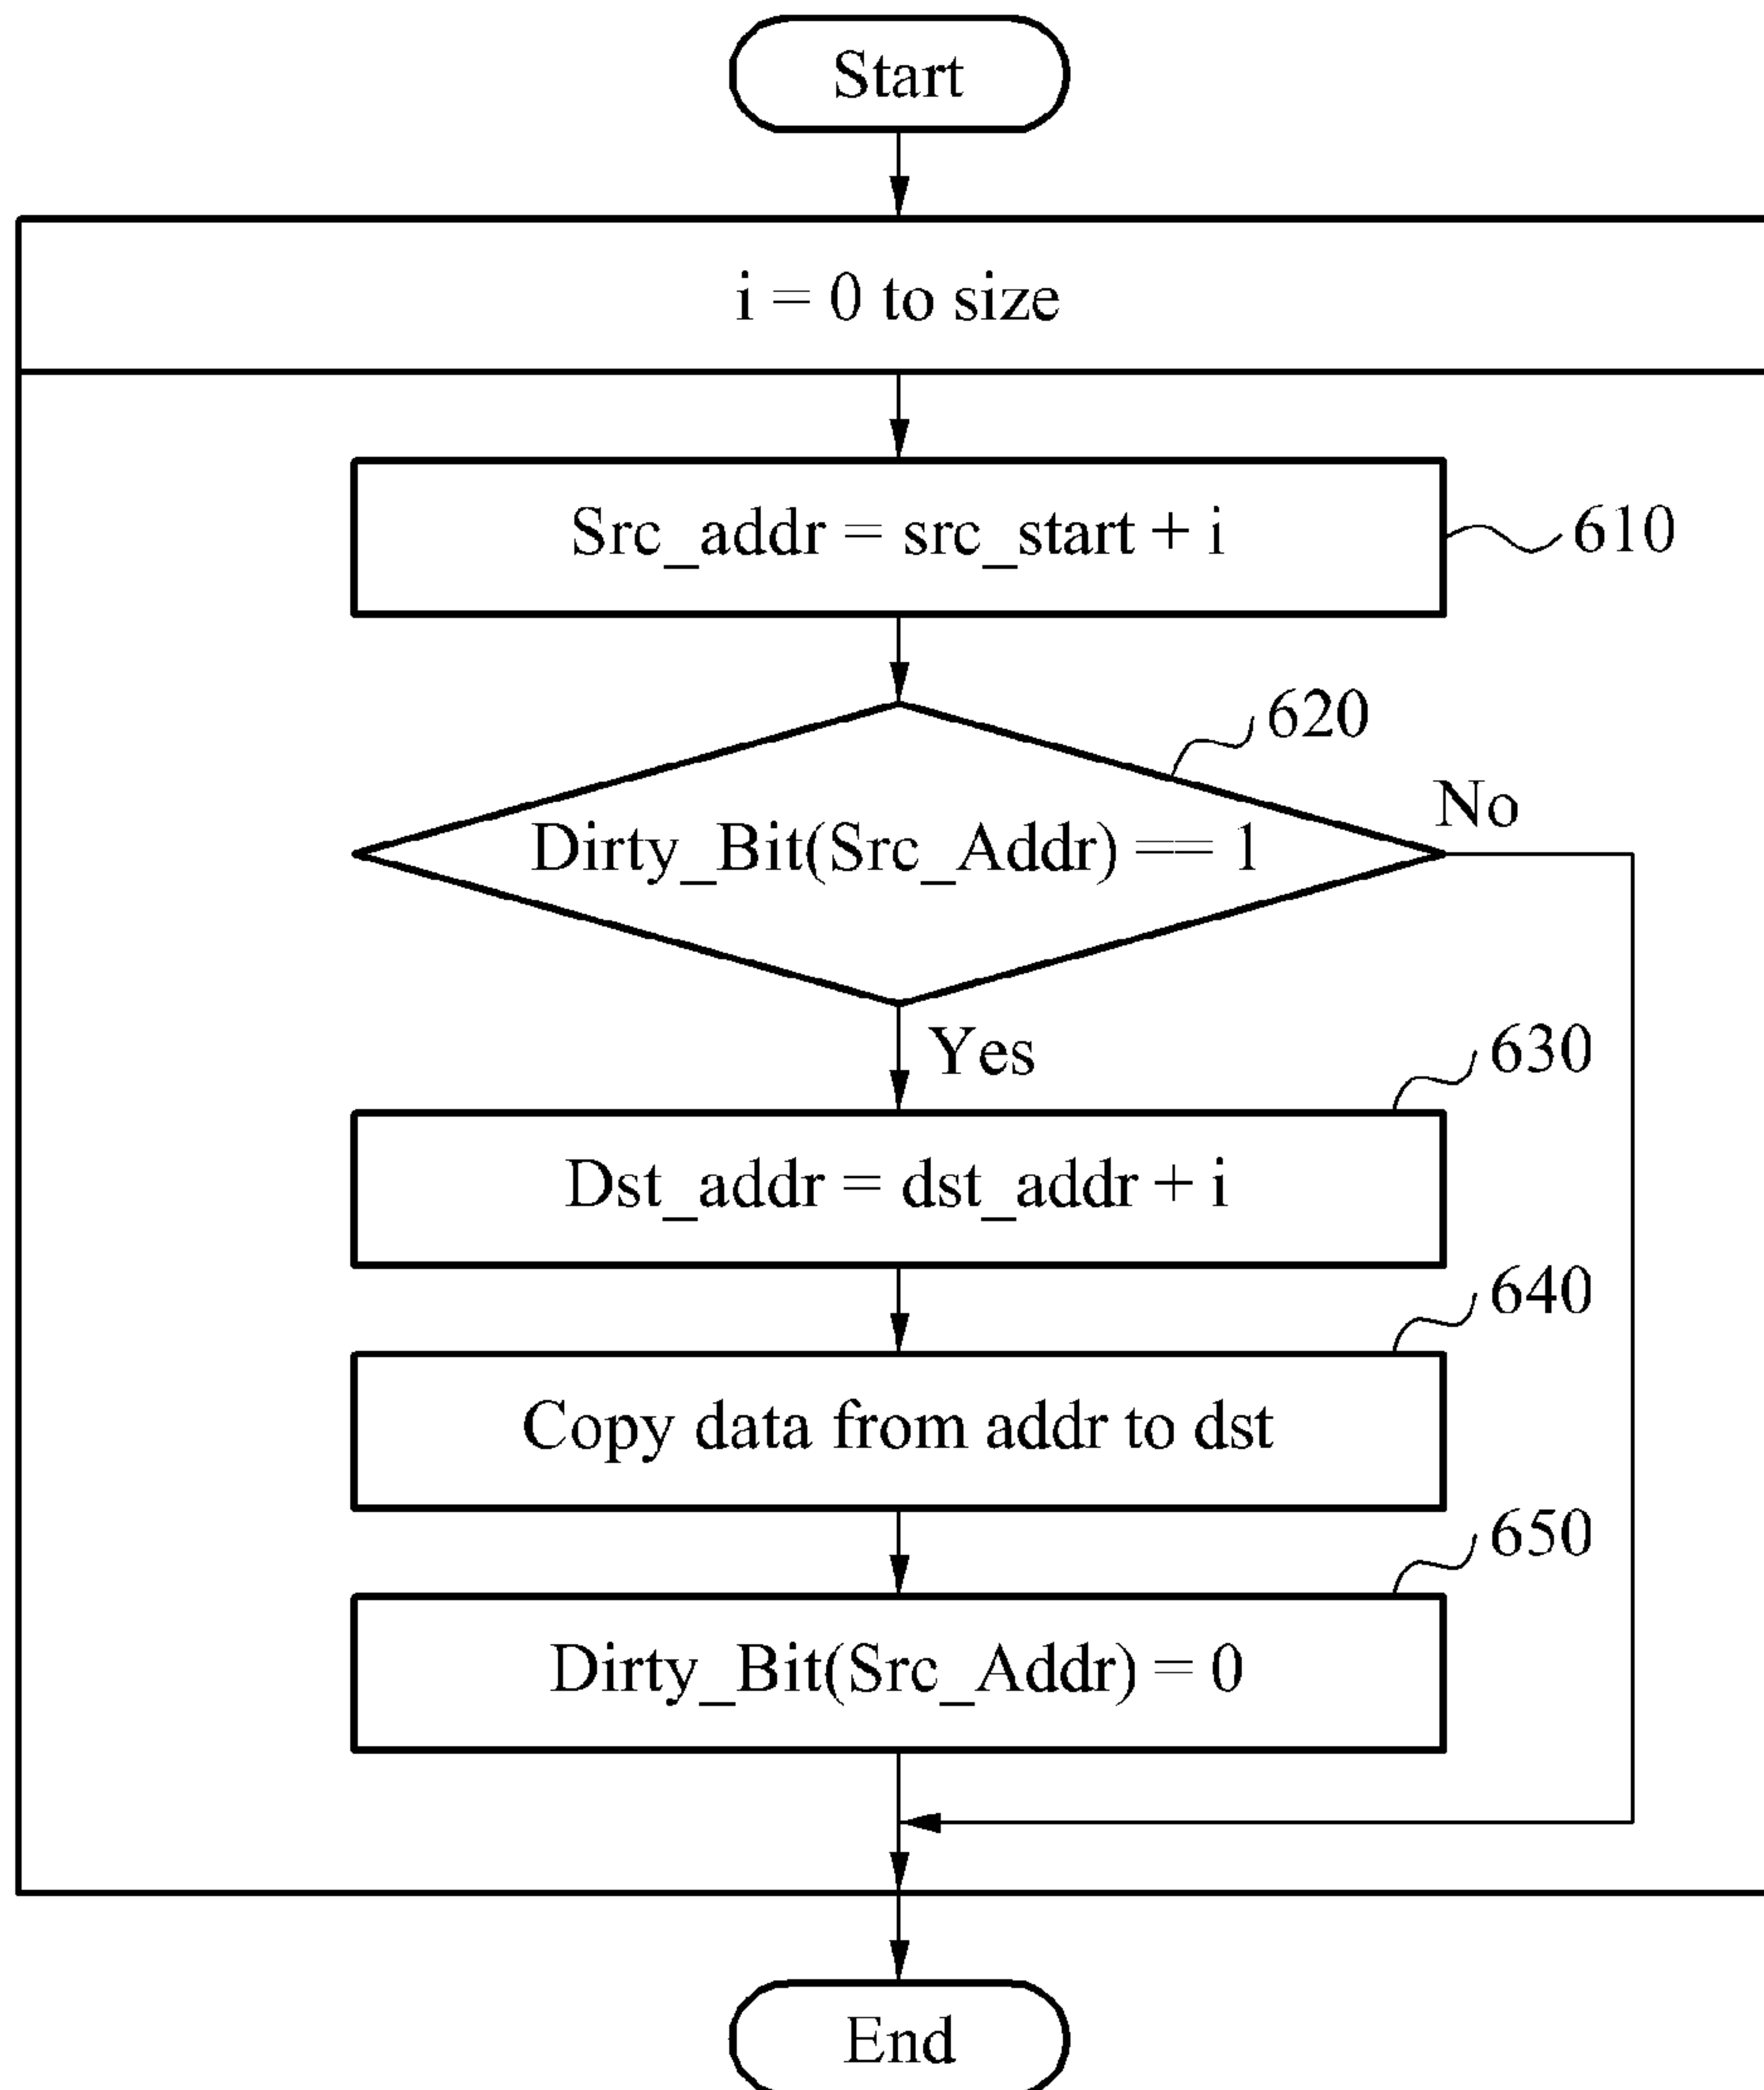 Start
i = 0 to size
Src_addr = src_start + i
610
620
Dirty_Bit(Src_Addr) == 1
No
Yes
630
Dst_addr = dst_addr + i
640
Copy data from addr to dst
650
Dirty_Bit(Src_Addr) = 0
End